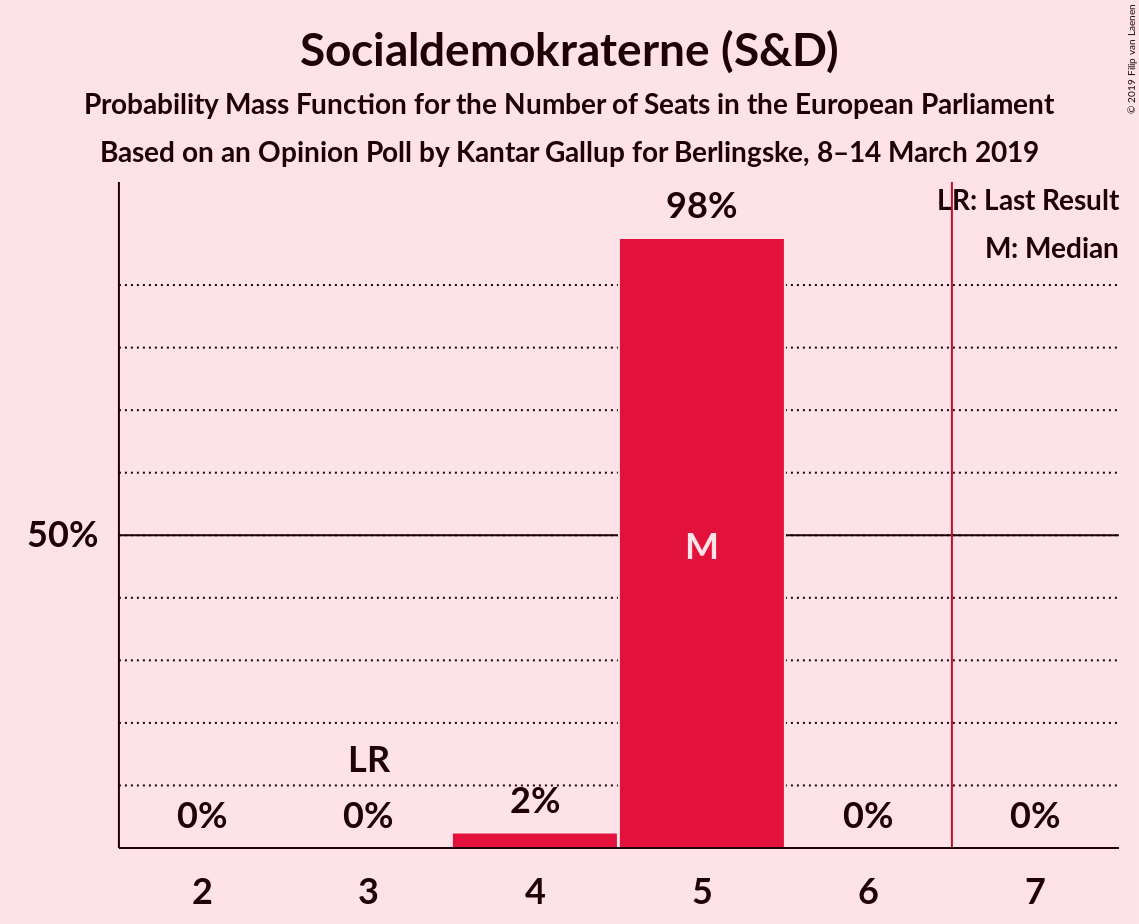 Socialdemokraterne (S&D)
Probability Mass Function for the Number of Seats in the European Parliament
Based on an Opinion Poll by Kantar Gallup for Berlingske, 8–14 March 2019
© 2019 Filip van Laenen
LR: Last Result
M: Median
98%
50%
M
LR
0%
0%
2%
0%
0%
2
3
4
5
6
7